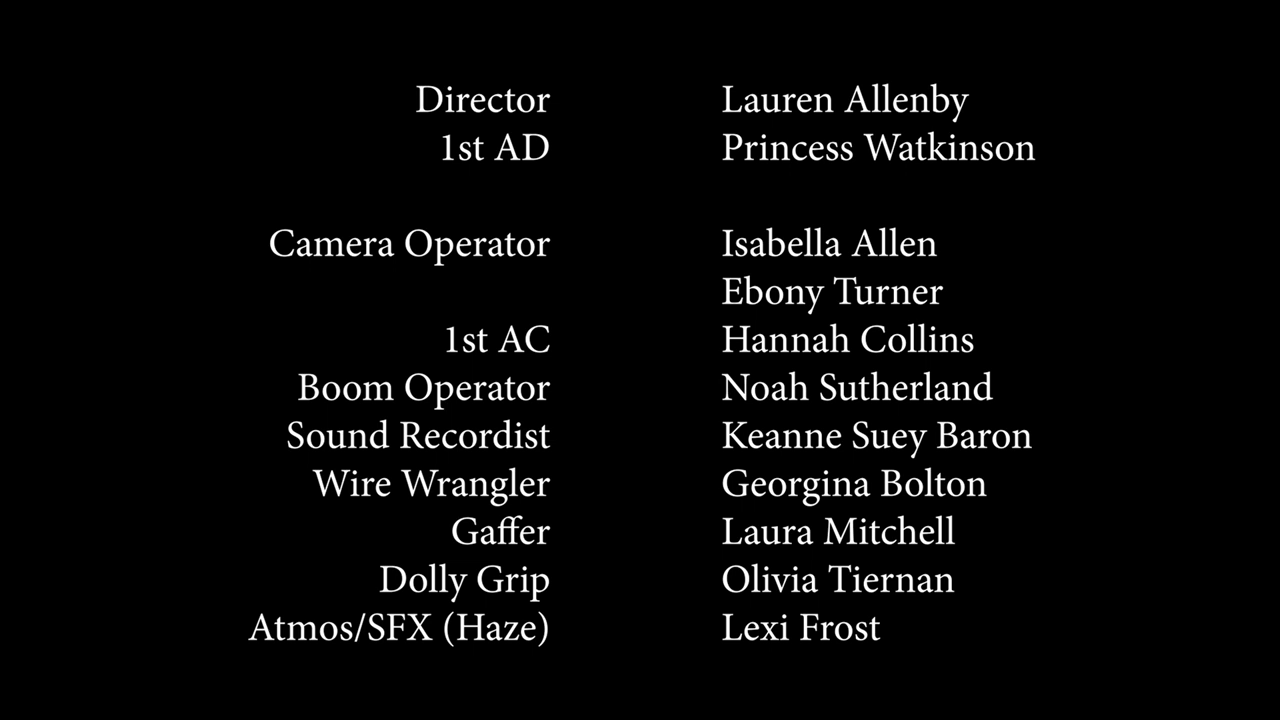 Director Lauren Allenby
1st AD Princess Watkinson
Camera Operator Isabella Allen
Ebony Turner
1st AC Hannah Collins
Boom Operator Noah Sutherland
Sound Recordist Keanne Suey Baron
Wire Wrangler Georgina Bolton
Gaffer Laura Mitchell
Dolly Grip Olivia Tiernan
Atmos/SFX (Haze) Lexi Frost